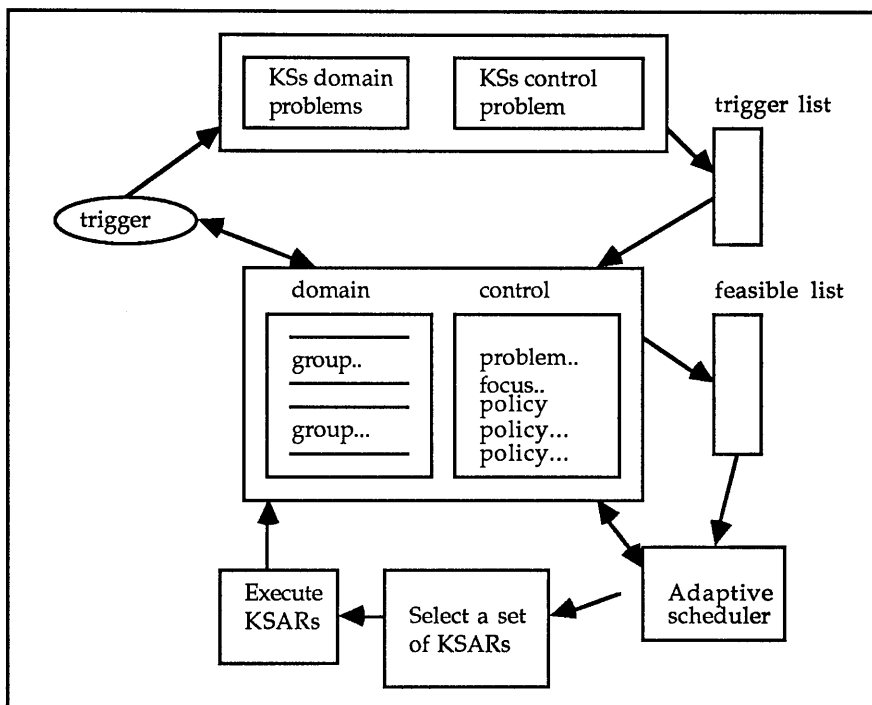 KSs domain
problems
KSs control
problem
trigger list
trigger
domain
control
feasible list
group..
group...
problem..
focus..
policy
policy...
policy...
Execute
KSARs
Select a set
of KSARs
Adaptive
scheduler